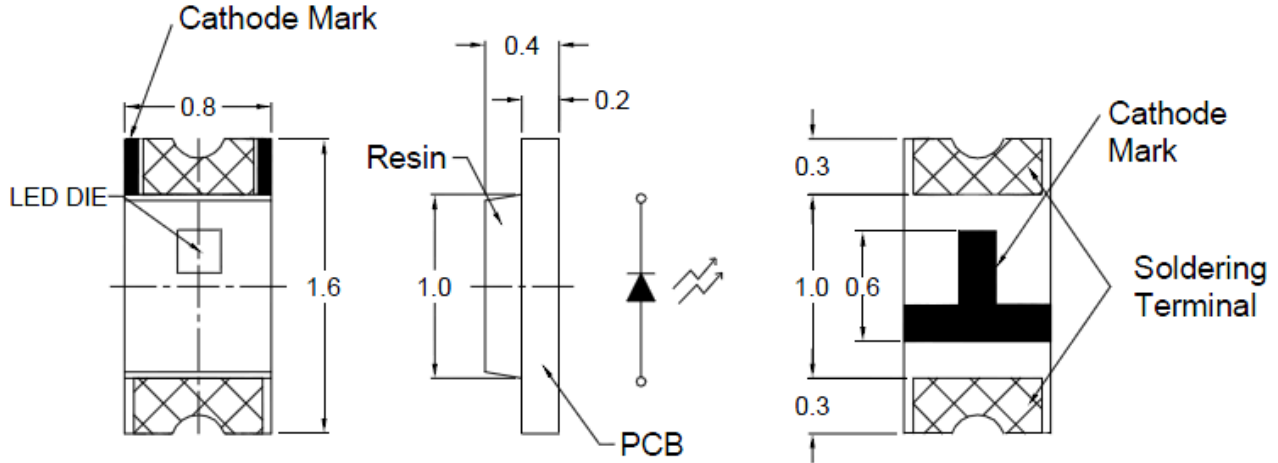 Cathode Mark
0.8
LED DIE
1.6
0.4
0.2
Resin
1.0
PCB
Cathode
Mark
0.3
1.0
0.6
0.3
Soldering
Terminal